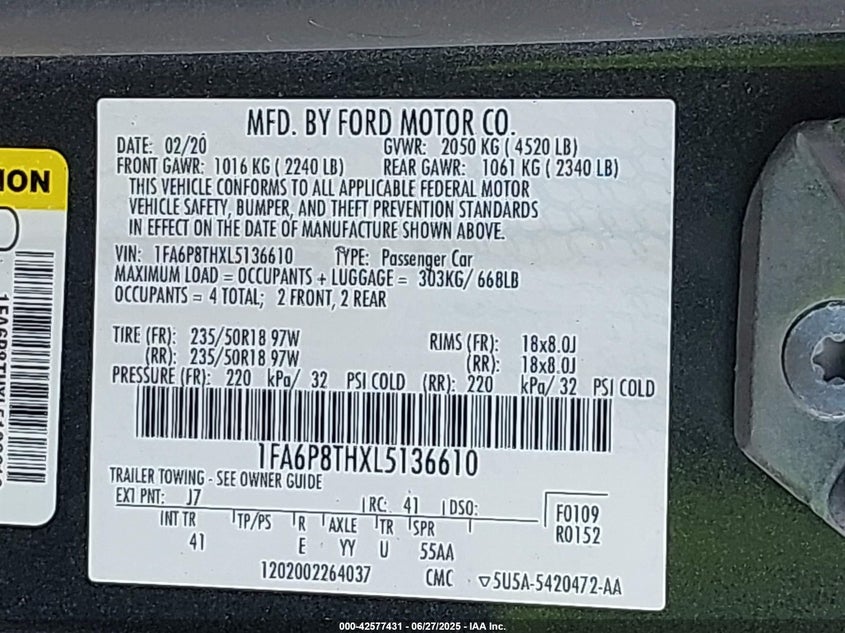 MFD. BY FORD MOTOR CO.
DATE: 02/20 GVWR: 2050 KG ( 4520 LB)
FRONT GAWR: 1016 KG ( 2240 LB) REAR GAWR: 1061 KG ( 2340 LB)
THIS VEHICLE CONFORMS TO ALL APPLICABLE FEDERAL MOTOR
VEHICLE SAFETY, BUMPER, AND THEFT PREVENTION STANDARDS
IN EFFECT ON THE DATE OF MANUFACTURE SHOWN ABOVE.
VIN: 1FA6P8THXL5136610 TYPE: Passenger Car
MAXIMUM LOAD = OCCUPANTS + LUGGAGE = 303KG/ 668LB
OCCUPANTS = 4 TOTAL; 2 FRONT, 2 REAR
TIRE (FR): 235/50R18 97W RIMS (FR): 18x8.0J
(RR): 235/50R18 97W (RR): 18x8.0J
PRESSURE (FR): 220 kPa/ 32 PSI COLD (RR): 220 kPa/ 32 PSI COLD
1FA6P8THXL5136610
TRAILER TOWING - SEE OWNER GUIDE
EXT PNT: J7 RC: 41 DSO: F0109
INT TR TP/PS R AXLE TR SPR R0152
41 E YY U 55AA
1202002264037 CMC 5U5A-5420472-AA
ION
000-42577431 - 06/27/2025 - IAA Inc.